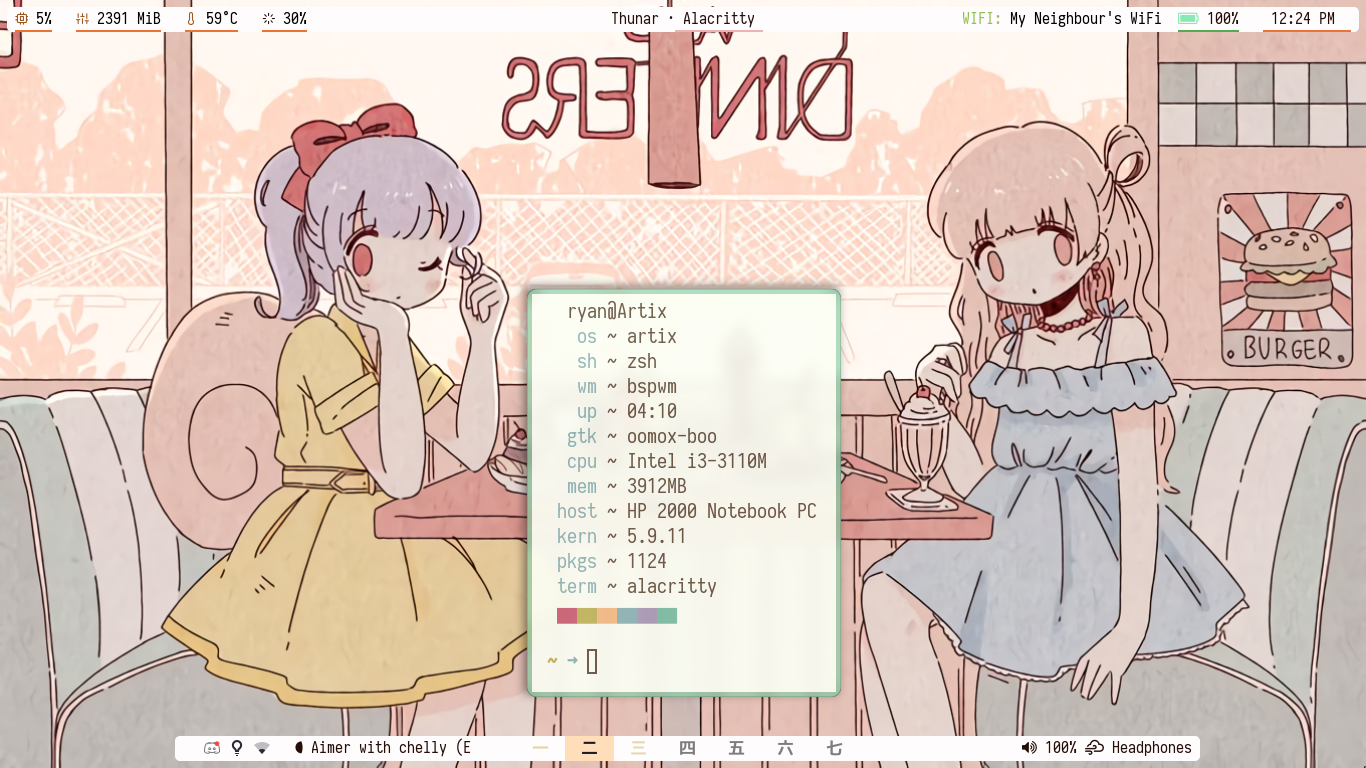 5% 2391 MiB 59°C 30% Thunar · Alacritty WIFI: My Neighbour's WiFi 100% 12:24 PM
DINNERS
BURGER
ryan@Artix
os ~ artix
sh ~ zsh
wm ~ bspwm
up ~ 04:10
gtk ~ oomox-boo
cpu ~ Intel i3-3110M
mem ~ 3912MB
host ~ HP 2000 Notebook PC
kern ~ 5.9.11
pkgs ~ 1124
term ~ alacritty
~ →
Aimer with chelly (E 一 二 三 四 五 六 七 100% Headphones